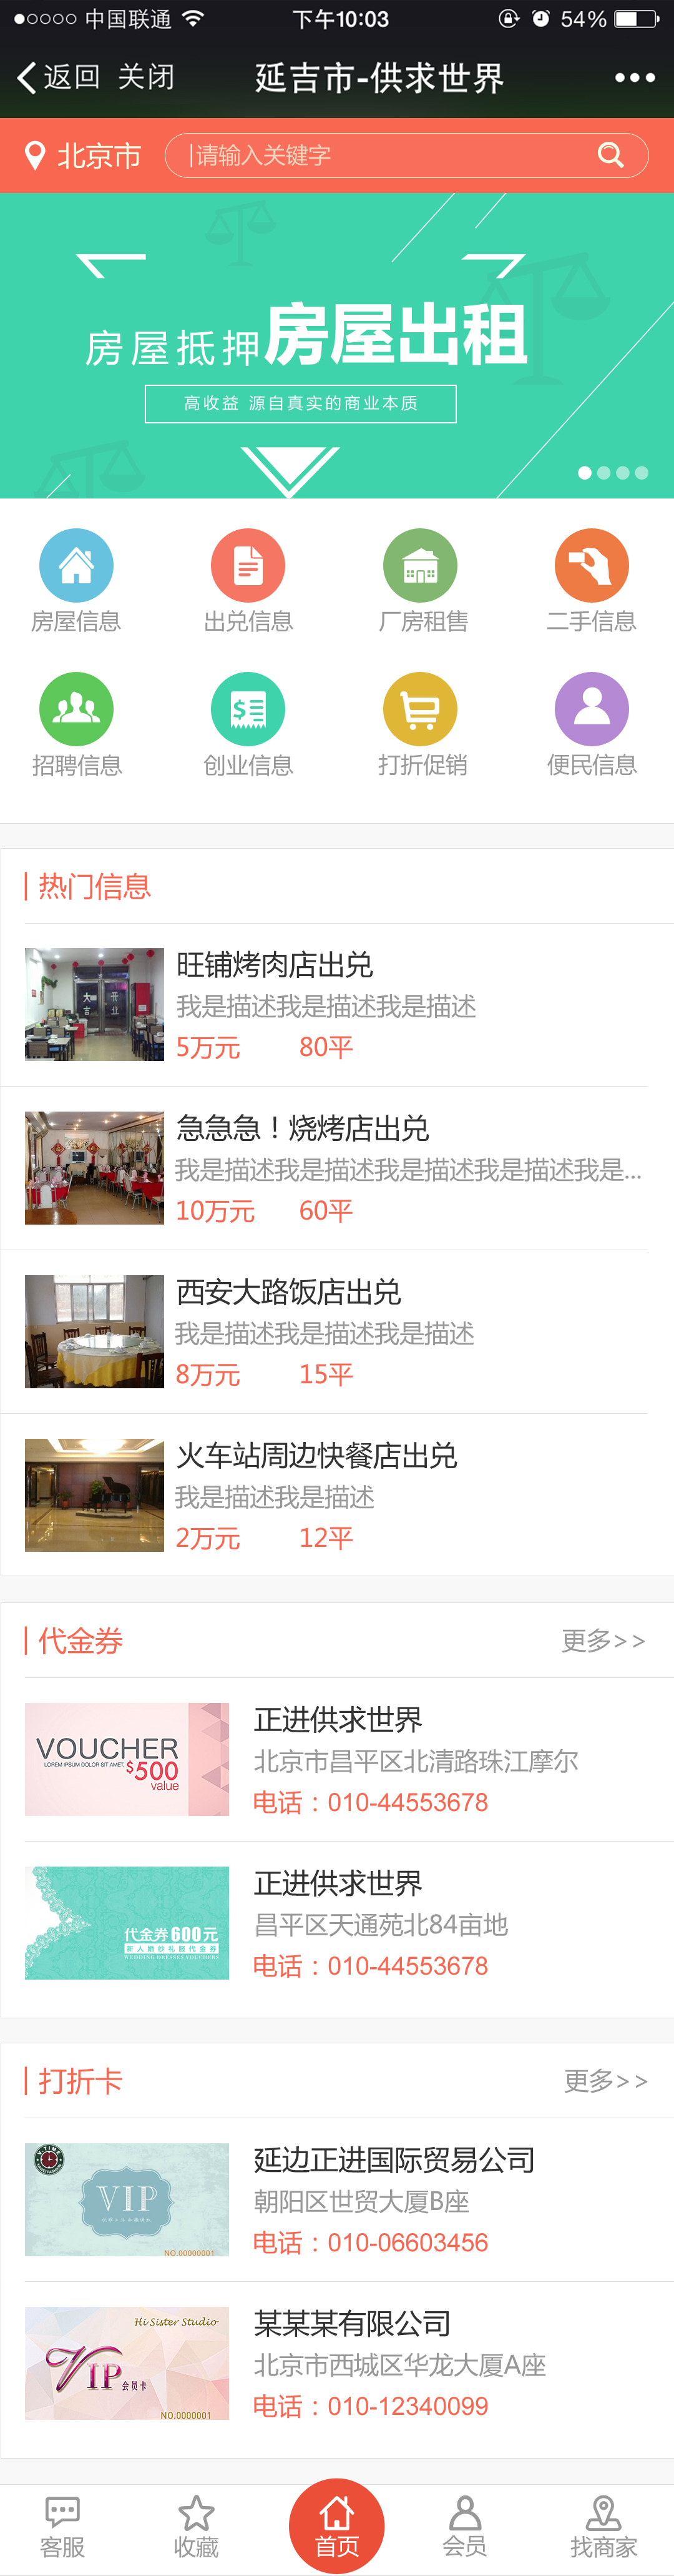 中国联通 下午10:03 54%
返回 关闭 延吉市-供求世界
北京市 请输入关键字
房屋抵押房屋出租
高收益 源自真实的商业本质
房屋信息 出兑信息 厂房租售 二手信息
招聘信息 创业信息 打折促销 便民信息
热门信息
大吉 开业
旺铺烤肉店出兑
我是描述我是描述我是描述
5万元 80平
急急急！烧烤店出兑
我是描述我是描述我是描述我是描述我是...
10万元 60平
西安大路饭店出兑
我是描述我是描述我是描述
8万元 15平
火车站周边快餐店出兑
我是描述我是描述
2万元 12平
代金券 更多>>
VOUCHER
LOREM IPSUM DOLOR SIT AMET,
$500
value
正进供求世界
北京市昌平区北清路珠江摩尔
电话：010-44553678
代金券600元
新人婚纱礼服代金券
WEDDING DRESSES VOUCHERS
正进供求世界
昌平区天通苑北84亩地
电话：010-44553678
打折卡 更多>>
VIP
NO.00000001
延边正进国际贸易公司
朝阳区世贸大厦B座
电话：010-06603456
Hi Sister Studio
VIP 会员卡
NO.0000001
某某某有限公司
北京市西城区华龙大厦A座
电话：010-12340099
客服 收藏 首页 会员 找商家